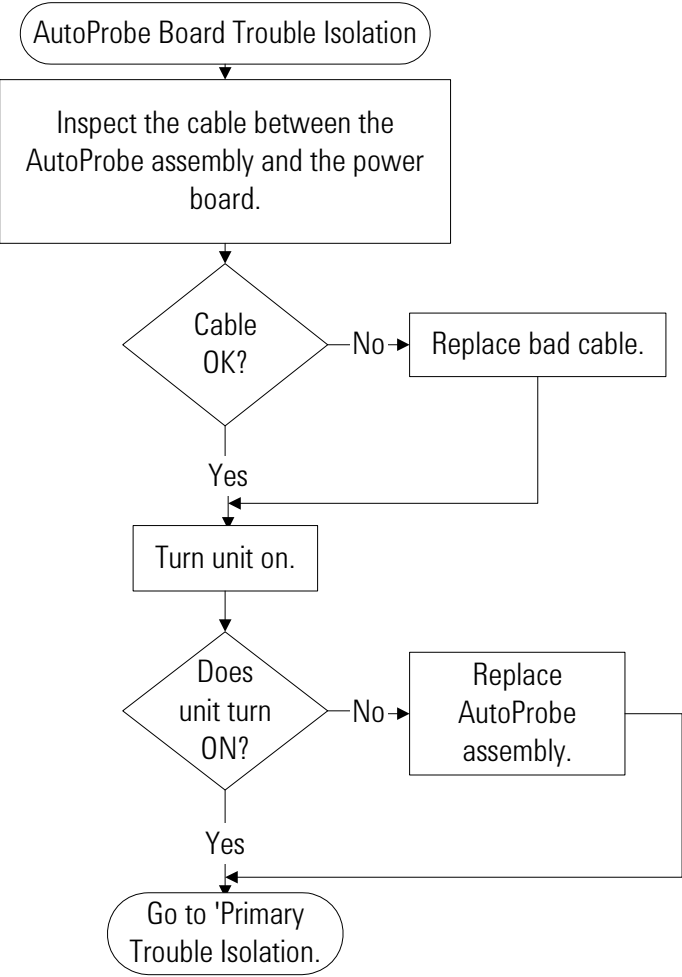 AutoProbe Board Trouble Isolation
Inspect the cable between the
AutoProbe assembly and the power
board.
Cable
OK?
No
Replace bad cable.
Yes
Turn unit on.
Does
unit turn
ON?
No
Replace
AutoProbe
assembly.
Yes
Go to 'Primary
Trouble Isolation.